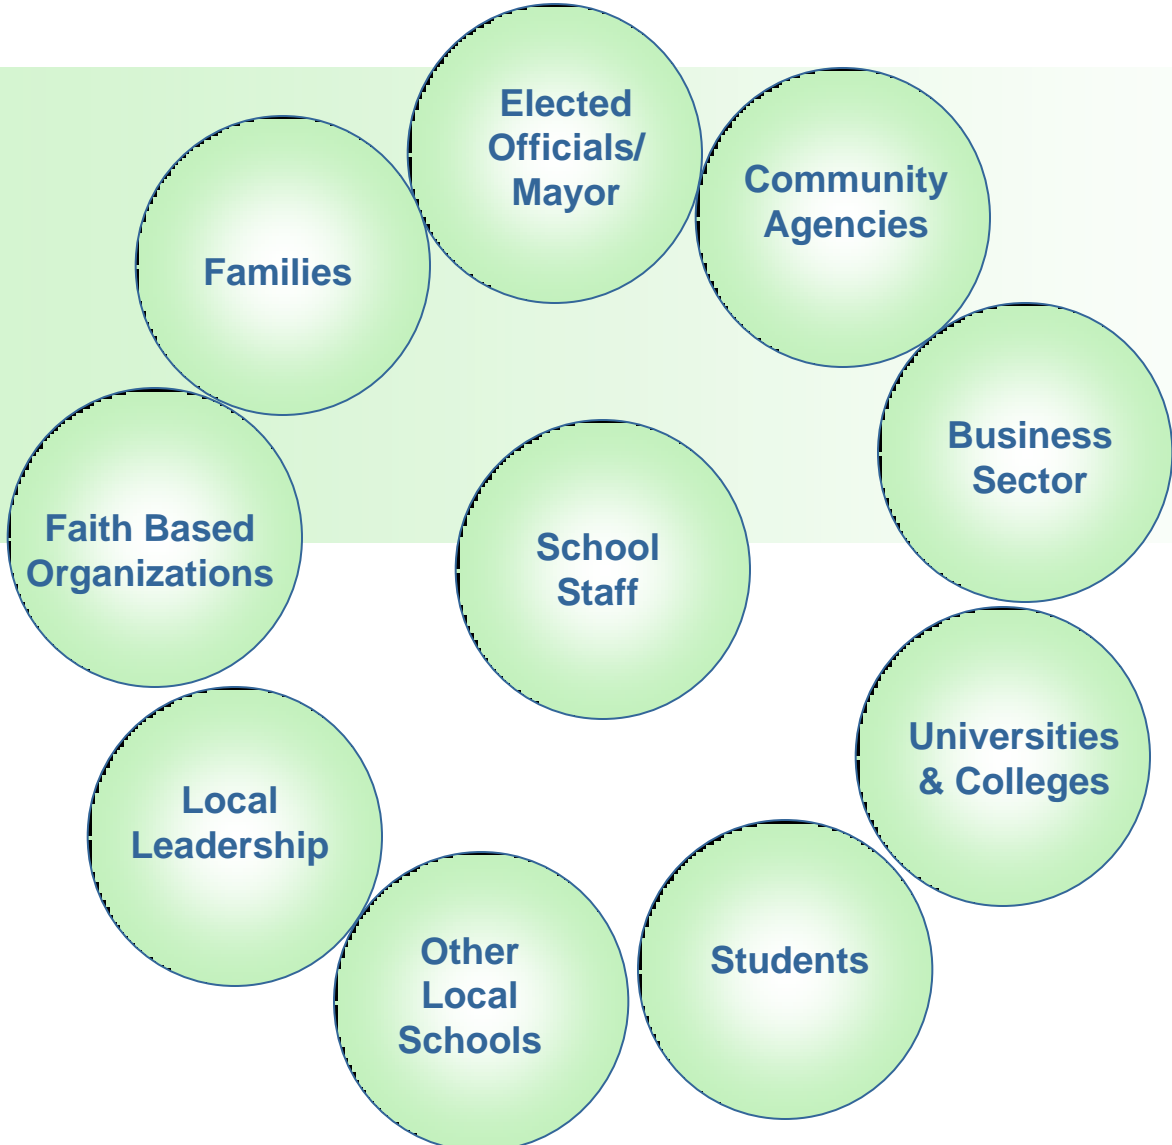 Elected
Officials/
Mayor
Community
Agencies
Families
Business
Sector
Faith Based
Organizations
School
Staff
Universities
& Colleges
Local
Leadership
Other
Local
Schools
Students